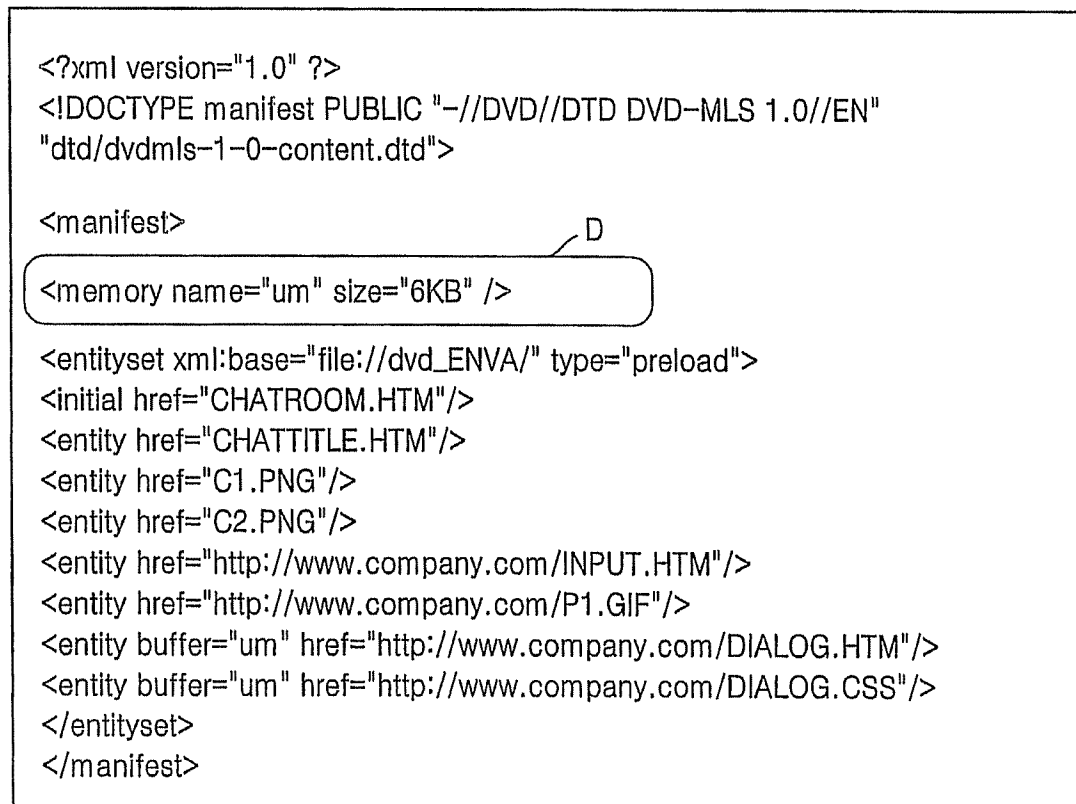 <?xml version="1.0" ?>
<!DOCTYPE manifest PUBLIC "-//DVD//DTD DVD-MLS 1.0//EN"
"dtd/dvdmls-1-0-content.dtd">
<manifest>
D
<memory name="um" size="6KB" />
<entityset xml:base="file://dvd_ENVA/" type="preload">
<initial href="CHATROOM.HTM"/>
<entity href="CHATTITLE.HTM"/>
<entity href="C1.PNG"/>
<entity href="C2.PNG"/>
<entity href="http://www.company.com/INPUT.HTM"/>
<entity href="http://www.company.com/P1.GIF"/>
<entity buffer="um" href="http://www.company.com/DIALOG.HTM"/>
<entity buffer="um" href="http://www.company.com/DIALOG.CSS"/>
</entityset>
</manifest>